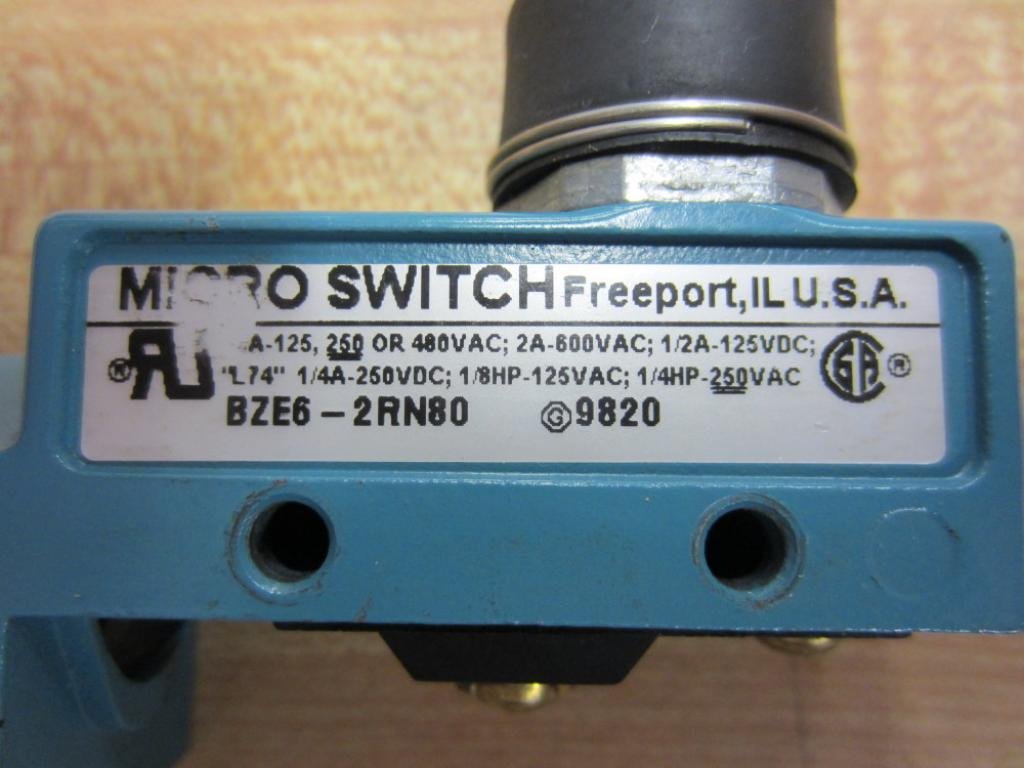 MICRO SWITCH Freeport, IL U.S.A.
A-125, 250 OR 480VAC; 2A-600VAC; 1/2A-125VDC;
"L74" 1/4A-250VDC; 1/8HP-125VAC; 1/4HP-250VAC
BZE6-2RN80 G 9820